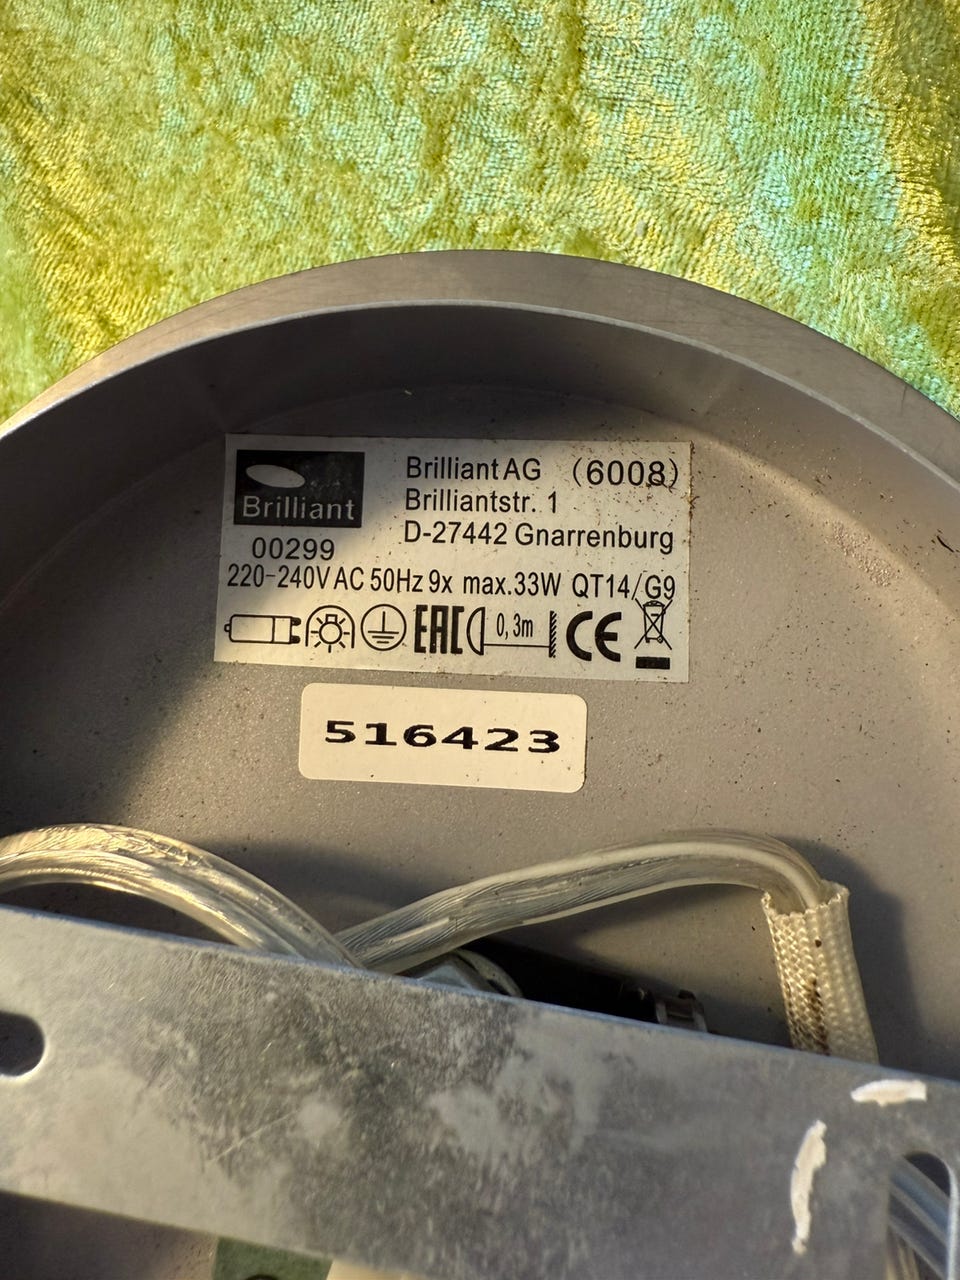 Brilliant
Brilliant AG (6008)
Brilliantstr. 1
D-27442 Gnarrenburg
00299
220-240V AC 50Hz 9x max.33W QT14/G9
EAC 0,3m CE
516423